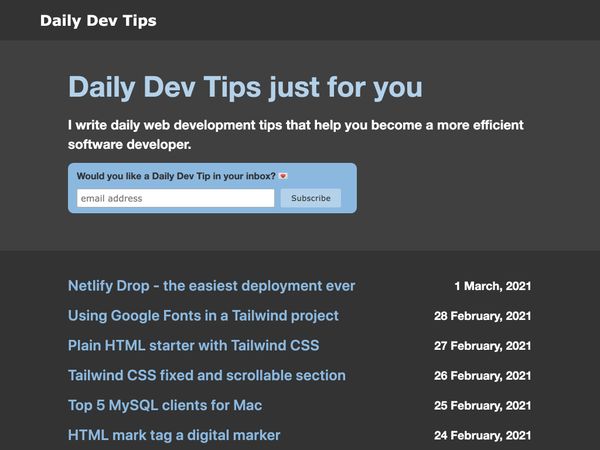 Daily Dev Tips
Daily Dev Tips just for you
I write daily web development tips that help you become a more efficient
software developer.
Would you like a Daily Dev Tip in your inbox? 💌
email address
Subscribe
Netlify Drop - the easiest deployment ever 1 March, 2021
Using Google Fonts in a Tailwind project 28 February, 2021
Plain HTML starter with Tailwind CSS 27 February, 2021
Tailwind CSS fixed and scrollable section 26 February, 2021
Top 5 MySQL clients for Mac 25 February, 2021
HTML mark tag a digital marker 24 February, 2021